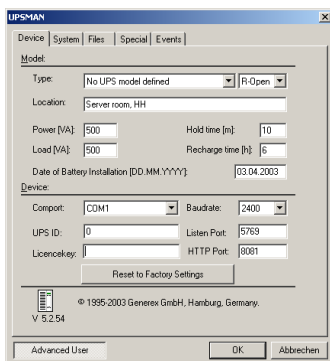 UPSMAN
Device System Files Special Events
Model:
Type: No UPS model defined R-Open
Location: Server room, HH
Power [VA]: 500 Hold time [m]: 10
Load [VA]: 500 Recharge time [h]: 6
Date of Battery Installation [DD.MM.YYYY]: 03.04.2003
Device:
Comport: COM1 Baudrate: 2400
UPS ID: 0 Listen Port: 5769
Licencekey: HTTP Port: 8081
Reset to Factory Settings
© 1995-2003 Generex GmbH, Hamburg, Germany.
V 5.2.54
Advanced User OK Abbrechen